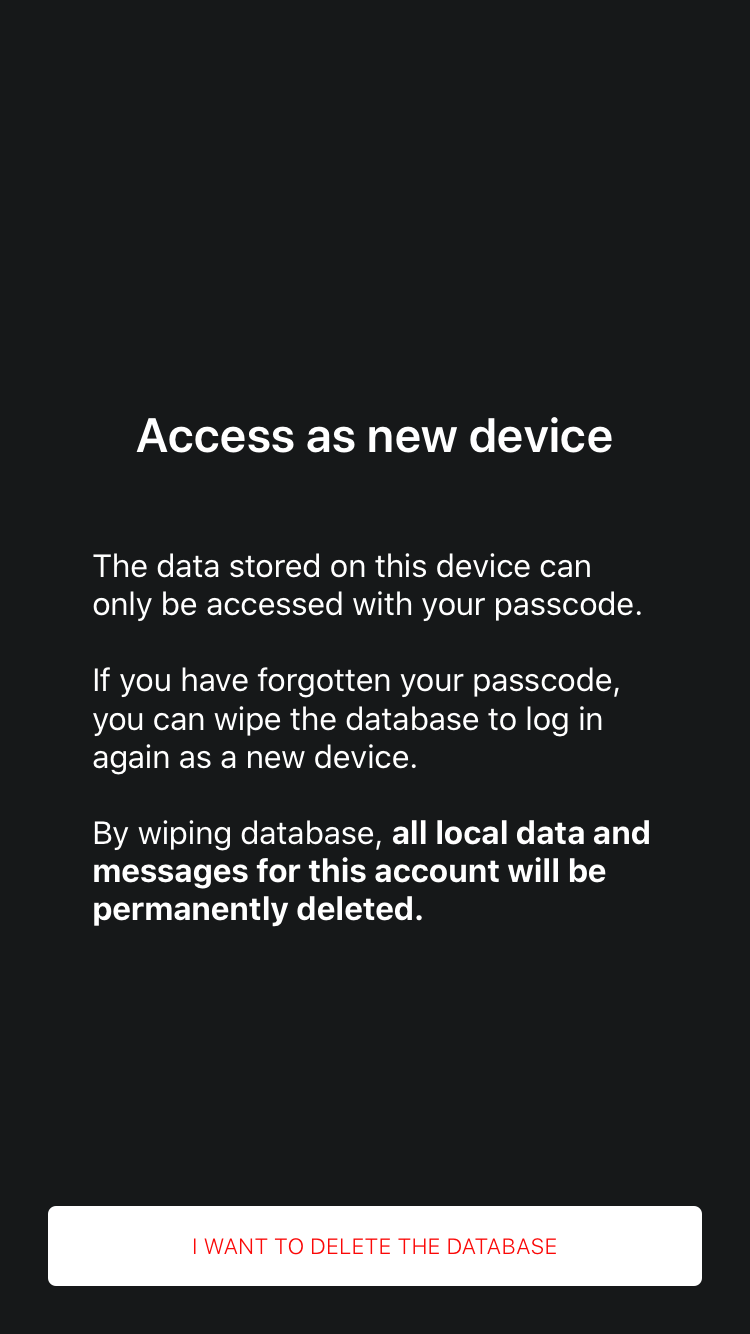 Access as new device
The data stored on this device can
only be accessed with your passcode.
If you have forgotten your passcode,
you can wipe the database to log in
again as a new device.
By wiping database, all local data and
messages for this account will be
permanently deleted.
I WANT TO DELETE THE DATABASE